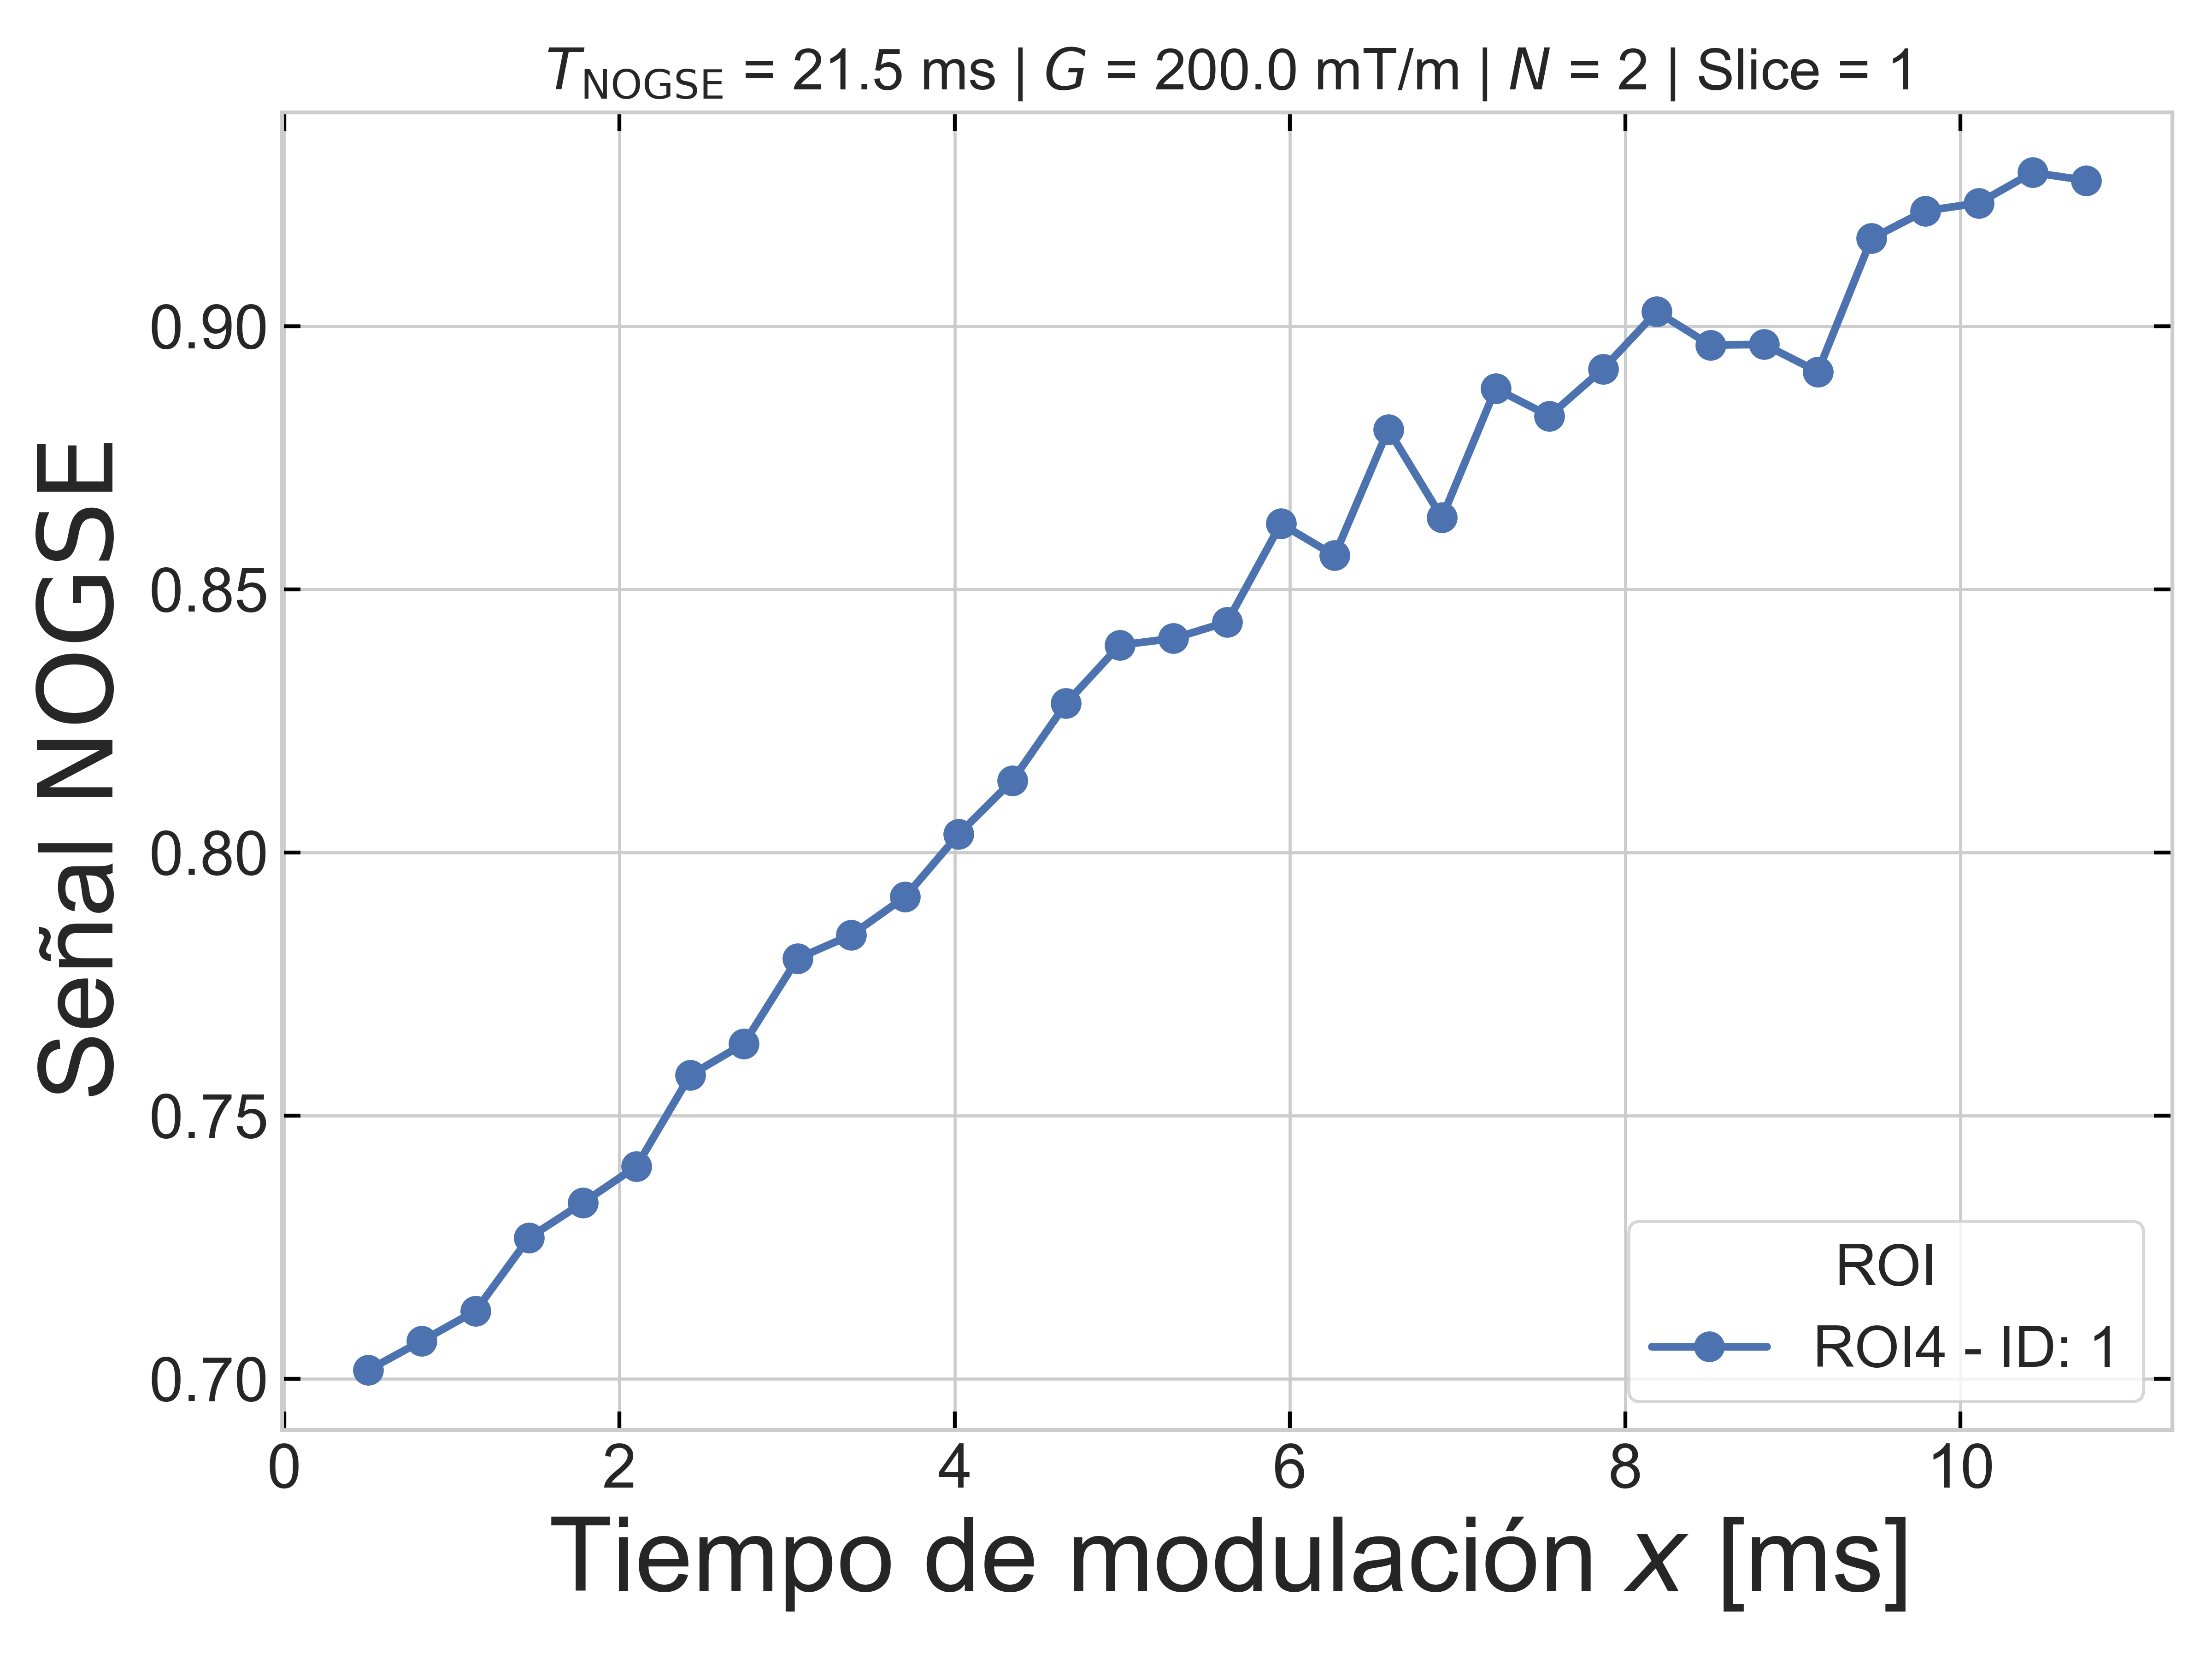 T_NOGSE = 21.5 ms | G = 200.0 mT/m | N = 2 | Slice = 1
Señal NOGSE
0.90
0.85
0.80
0.75
0.70
ROI
ROI4 - ID: 1
0 2 4 6 8 10
Tiempo de modulación x [ms]